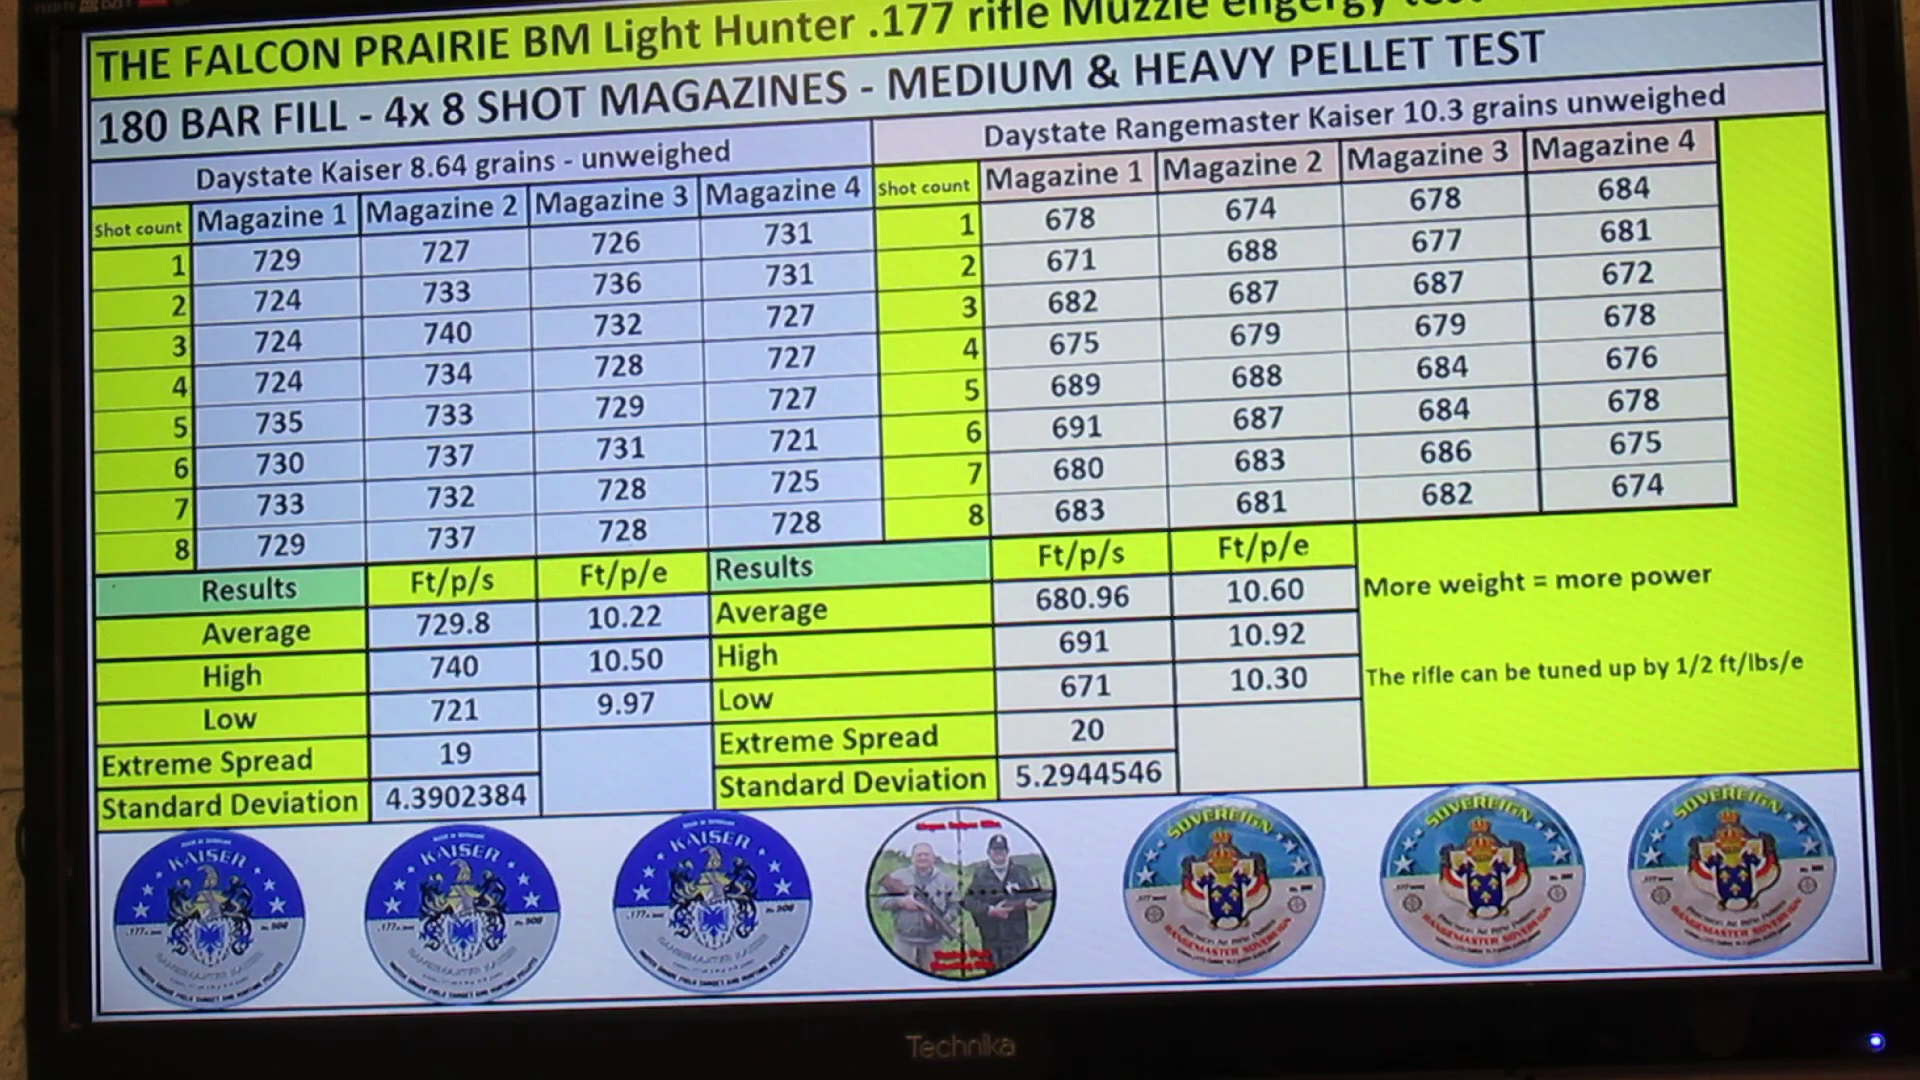 THE FALCON PRAIRIE BM Light Hunter .177 rifle Muzzle engergy test
180 BAR FILL - 4x 8 SHOT MAGAZINES - MEDIUM & HEAVY PELLET TEST
Daystate Kaiser 8.64 grains - unweighed
Shot count Magazine 1 Magazine 2 Magazine 3 Magazine 4
1 729 727 726 731
2 724 733 736 731
3 724 740 732 727
4 724 734 728 727
5 735 733 729 727
6 730 737 731 721
7 733 732 728 725
8 729 737 728 728
Results Ft/p/s Ft/p/e
Average 729.8 10.22
High 740 10.50
Low 721 9.97
Extreme Spread 19
Standard Deviation 4.3902384
Daystate Rangemaster Kaiser 10.3 grains unweighed
Shot count Magazine 1 Magazine 2 Magazine 3 Magazine 4
1 678 674 678 684
2 671 688 677 681
3 682 687 687 672
4 675 679 679 678
5 689 688 684 676
6 691 687 684 678
7 680 683 686 675
8 683 681 682 674
Results Ft/p/s Ft/p/e
Average 680.96 10.60
High 691 10.92
Low 671 10.30
Extreme Spread 20
Standard Deviation 5.2944546
More weight = more power
The rifle can be tuned up by 1/2 ft/lbs/e
KAISER
KAISER
KAISER
SOVEREIGN
RANGEMASTER SOVEREIGN
SOVEREIGN
RANGEMASTER SOVEREIGN
SOVEREIGN
RANGEMASTER SOVEREIGN
Technika